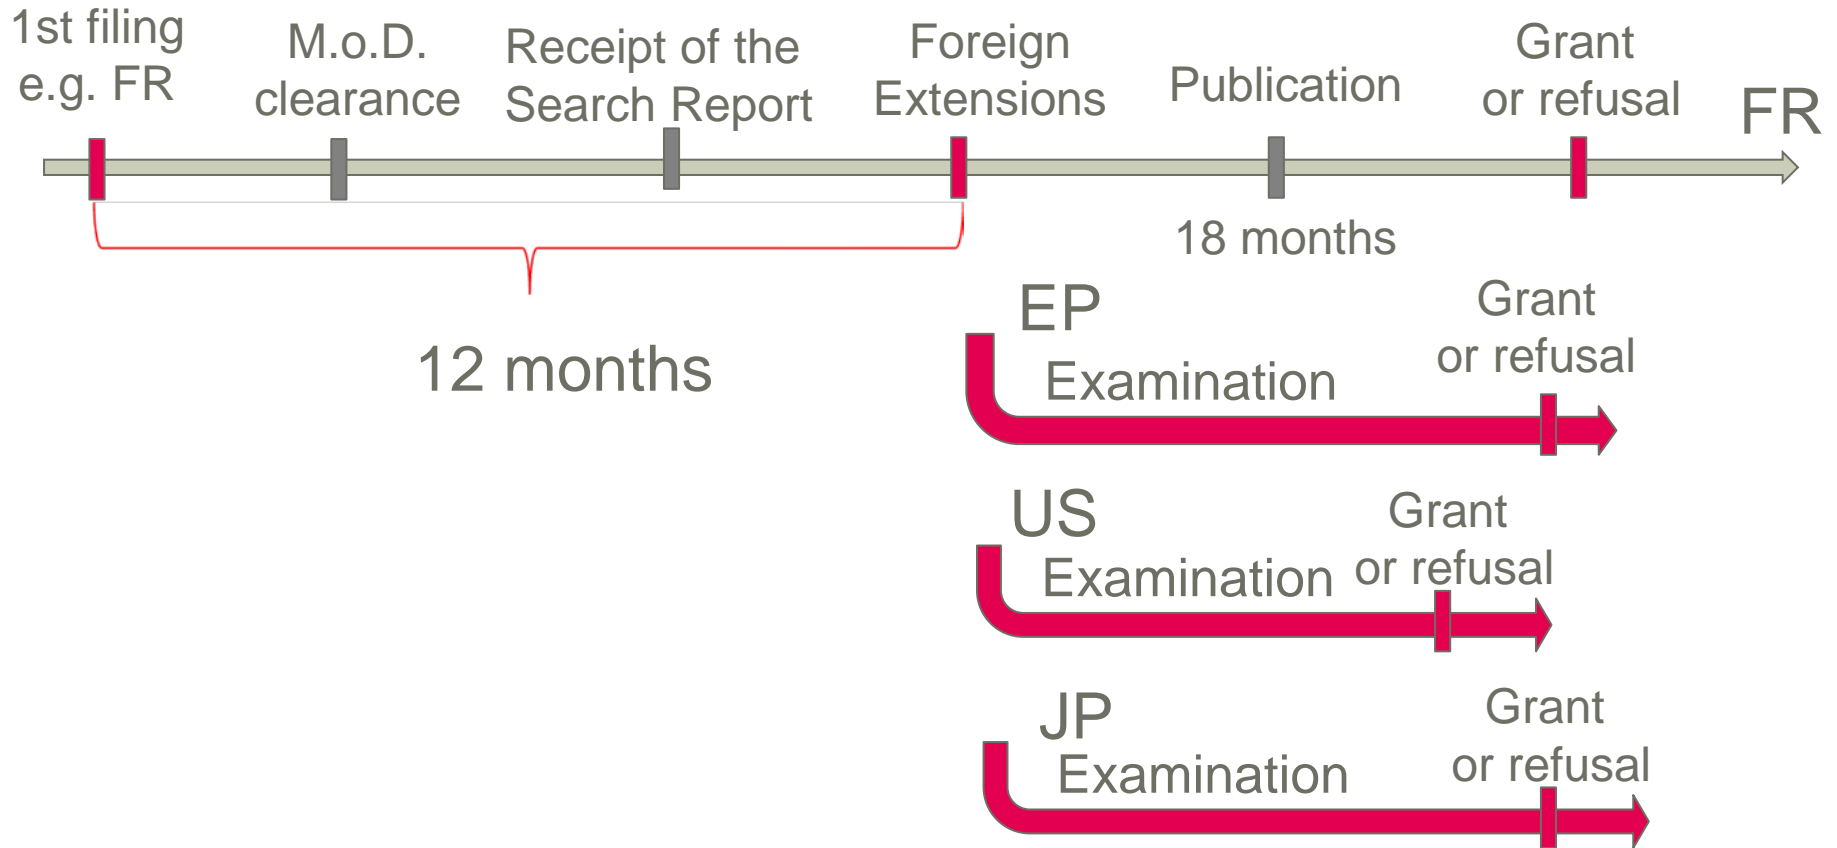 1st filing
e.g. FR
M.o.D.
clearance
Receipt of the
Search Report
Foreign
Extensions
Publication
Grant
or refusal
FR
18 months
12 months
EP
Examination
Grant
or refusal
US
Examination
Grant
or refusal
JP
Examination
Grant
or refusal